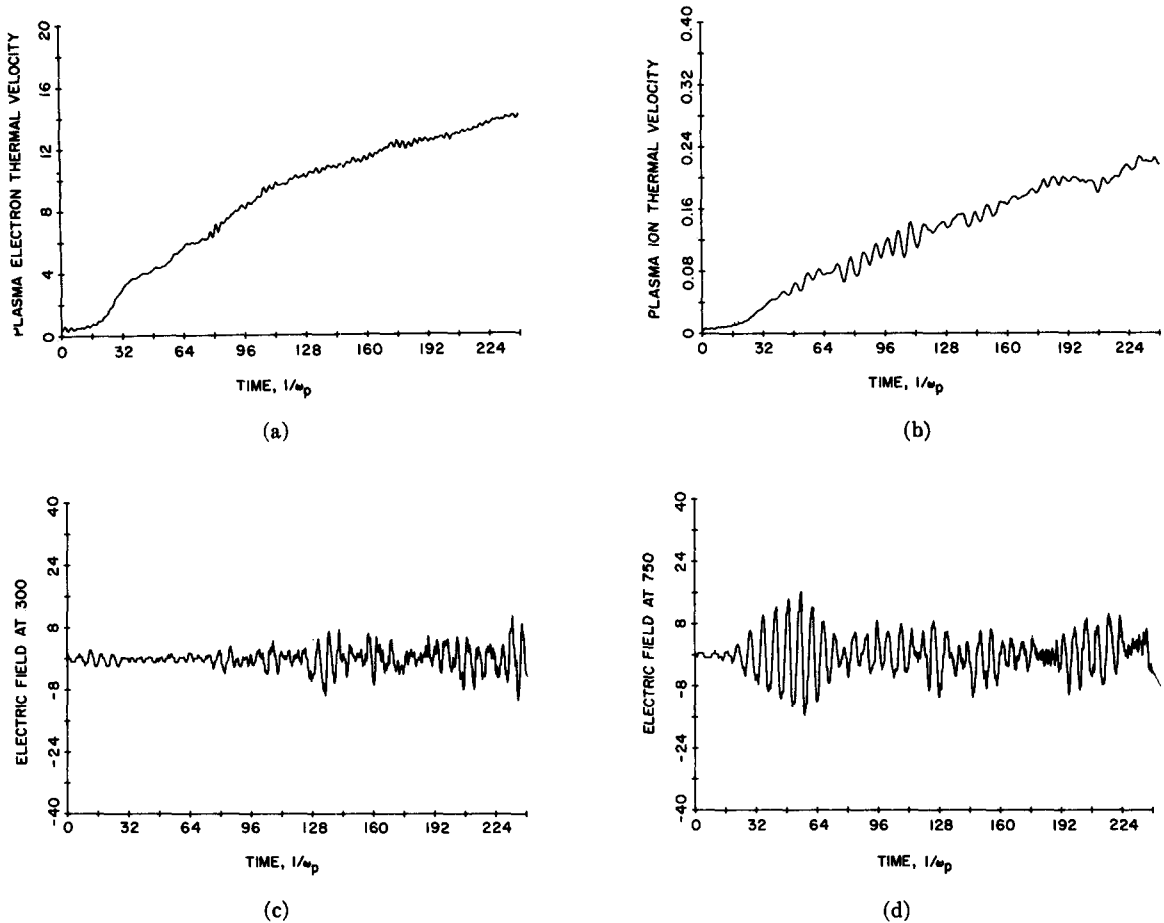 PLASMA ELECTRON THERMAL VELOCITY
20
16
12
8
4
0
0 32 64 96 128 160 192 224
TIME, 1/ωp
(a)
PLASMA ION THERMAL VELOCITY
0.40
0.32
0.24
0.16
0.08
0
0 32 64 96 128 160 192 224
TIME, 1/ωp
(b)
ELECTRIC FIELD AT 300
40
24
8
-8
-24
-40
0 32 64 96 128 160 192 224
TIME, 1/ωp
(c)
ELECTRIC FIELD AT 750
40
24
8
-8
-24
-40
0 32 64 96 128 160 192 224
TIME, 1/ωp
(d)